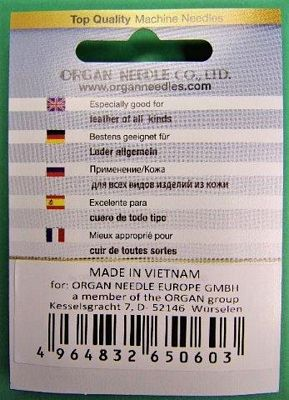 Top Quality Machine Needles
ORGAN NEEDLE CO., LTD.
www.organneedles.com
Especially good for
leather of all kinds
Bestens geeignet für
Leder allgemein
Применение/Кожа
для всех видов изделий из кожи
Excelente para
cuero de todo tipo
Mieux approprié pour
cuir de toutes sortes
MADE IN VIETNAM
for: ORGAN NEEDLE EUROPE GMBH
a member of the ORGAN group
Kesselsgracht 7, D- 52146 Würselen
4 964832 650603